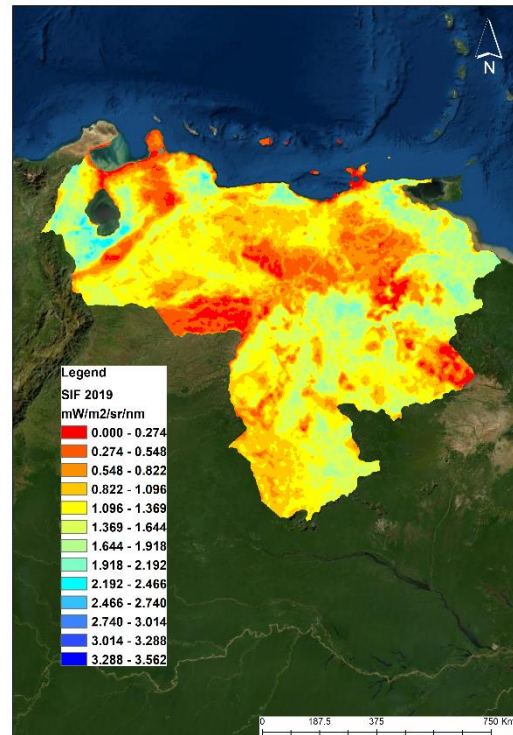 N
Legend
SIF 2019
mW/m2/sr/nm
0.000 - 0.274
0.274 - 0.548
0.548 - 0.822
0.822 - 1.096
1.096 - 1.369
1.369 - 1.644
1.644 - 1.918
1.918 - 2.192
2.192 - 2.466
2.466 - 2.740
2.740 - 3.014
3.014 - 3.288
3.288 - 3.562
0 187.5 375 750 Km